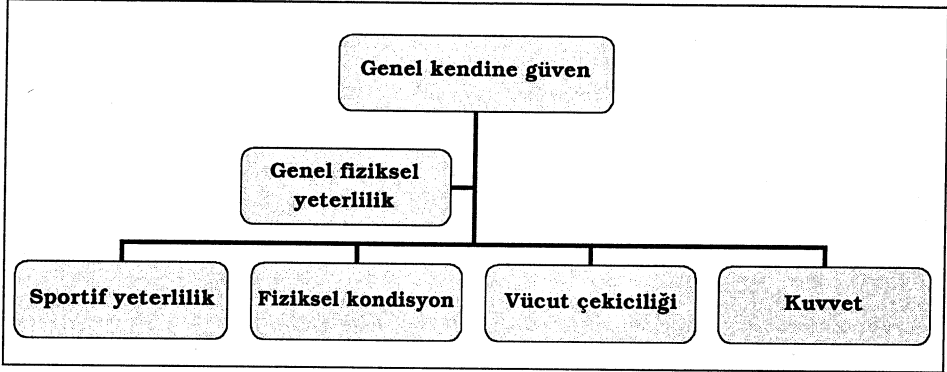 Genel kendine güven
Genel fiziksel
yeterlilik
Sportif yeterlilik
Fiziksel kondisyon
Vücut çekiciliği
Kuvvet